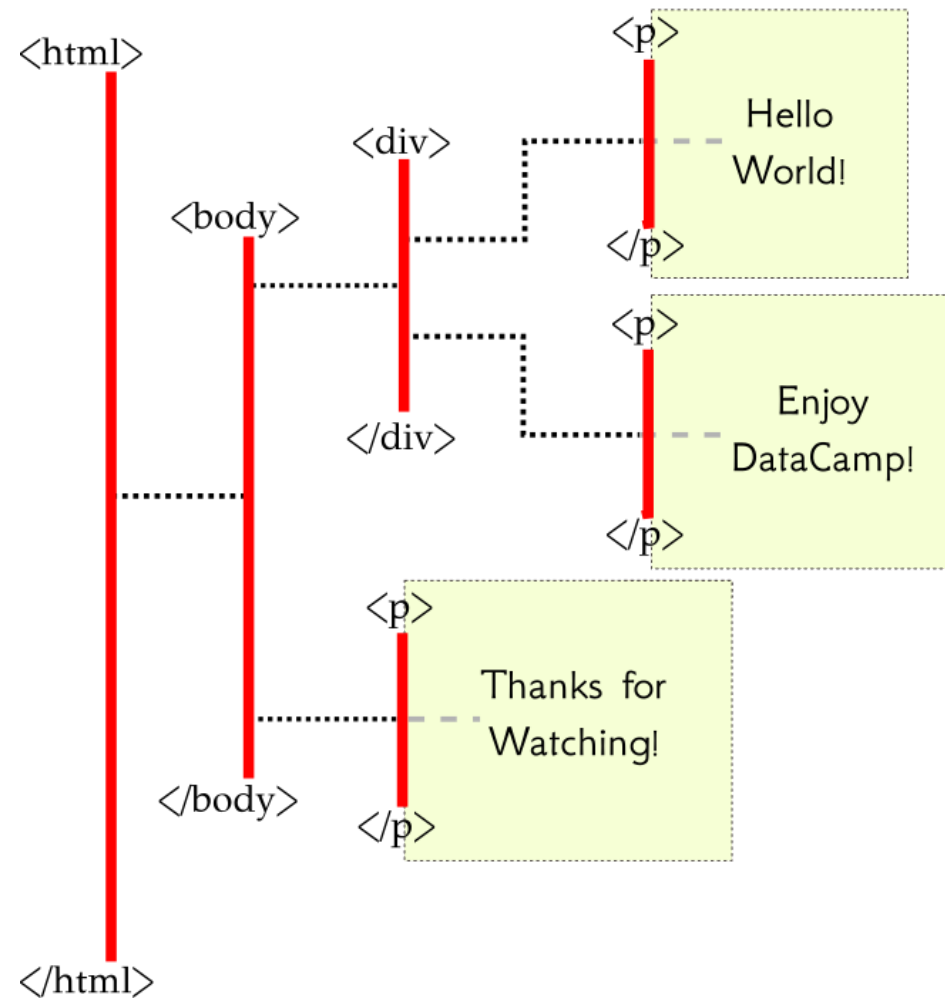 <html>
<body>
<div>
<p>
Hello
World!
</p>
<p>
Enjoy
DataCamp!
</p>
</div>
<p>
Thanks for
Watching!
</p>
</body>
</html>